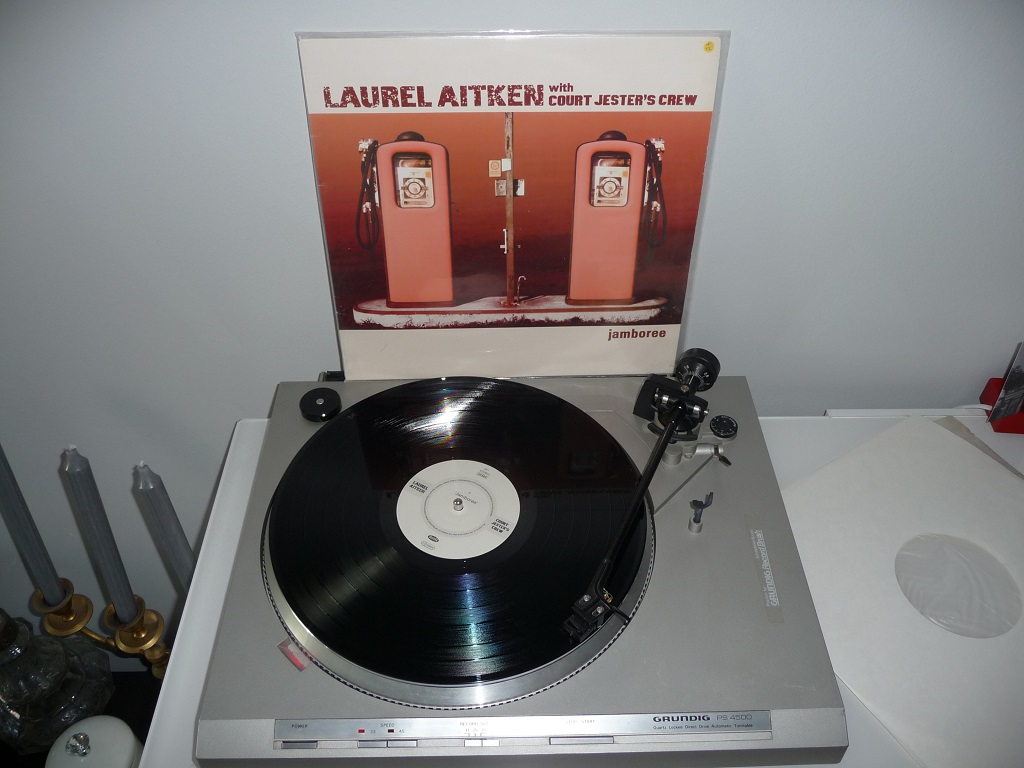 LAUREL AITKEN with
COURT JESTER'S CREW
jamboree
LAUREL
AITKEN
jamboree
COURT
JESTER'S
CREW
POWER
SPEED
33
45
GRUNDIG PS 4500
Quartz Locked Direct Drive Automatic Turntable